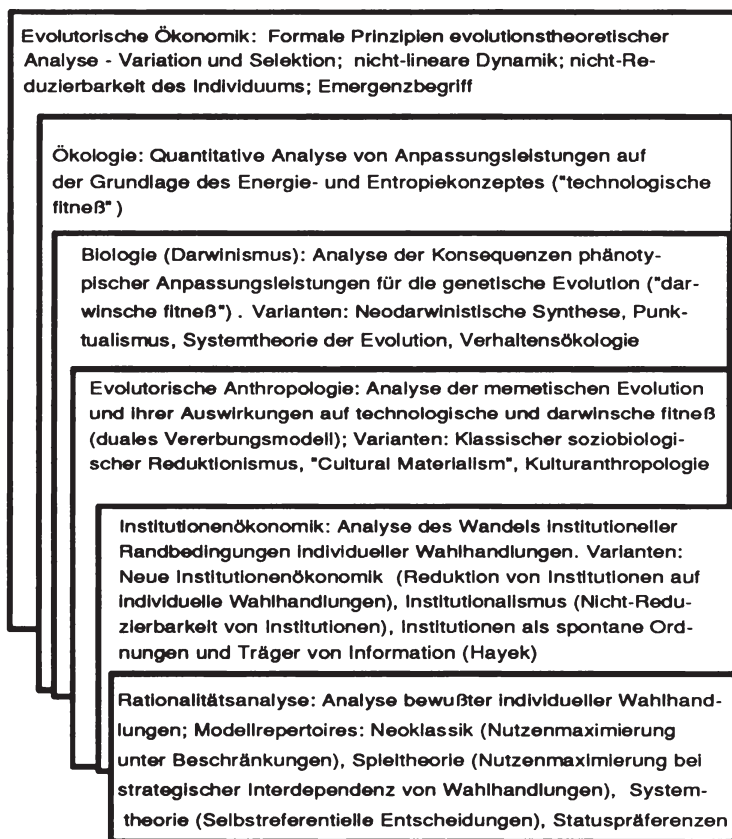 Evolutorische Ökonomik: Formale Prinzipien evolutionstheoretischer
Analyse - Variation und Selektion; nicht-lineare Dynamik; nicht-Re-
duzierbarkeit des Individuums; Emergenzbegriff
Ökologie: Quantitative Analyse von Anpassungsleistungen auf
der Grundlage des Energie- und Entropiekonzeptes ("technologische
fitneß")
Biologie (Darwinismus): Analyse der Konsequenzen phänoty-
pischer Anpassungsleistungen für die genetische Evolution ("dar-
winsche fitneß") . Varianten: Neodarwinistische Synthese, Punk-
tualismus, Systemtheorie der Evolution, Verhaltensökologie
Evolutorische Anthropologie: Analyse der memetischen Evolution
und ihrer Auswirkungen auf technologische und darwinsche fitneß
(duales Vererbungsmodell); Varianten: Klassischer soziobiologi-
scher Reduktionismus, "Cultural Materialism", Kulturanthropologie
Institutionenökonomik: Analyse des Wandels institutioneller
Randbedingungen individueller Wahlhandlungen. Varianten:
Neue Institutionenökonomik (Reduktion von Institutionen auf
individuelle Wahlhandlungen), Institutionalismus (Nicht-Redu-
zierbarkeit von Institutionen), Institutionen als spontane Ord-
nungen und Träger von Information (Hayek)
Rationalitätsanalyse: Analyse bewußter individueller Wahlhand-
lungen; Modellrepertoires: Neoklassik (Nutzenmaximierung
unter Beschränkungen), Spieltheorie (Nutzenmaximierung bei
strategischer Interdependenz von Wahlhandlungen), System-
theorie (Selbstreferentielle Entscheidungen), Statuspräferenzen